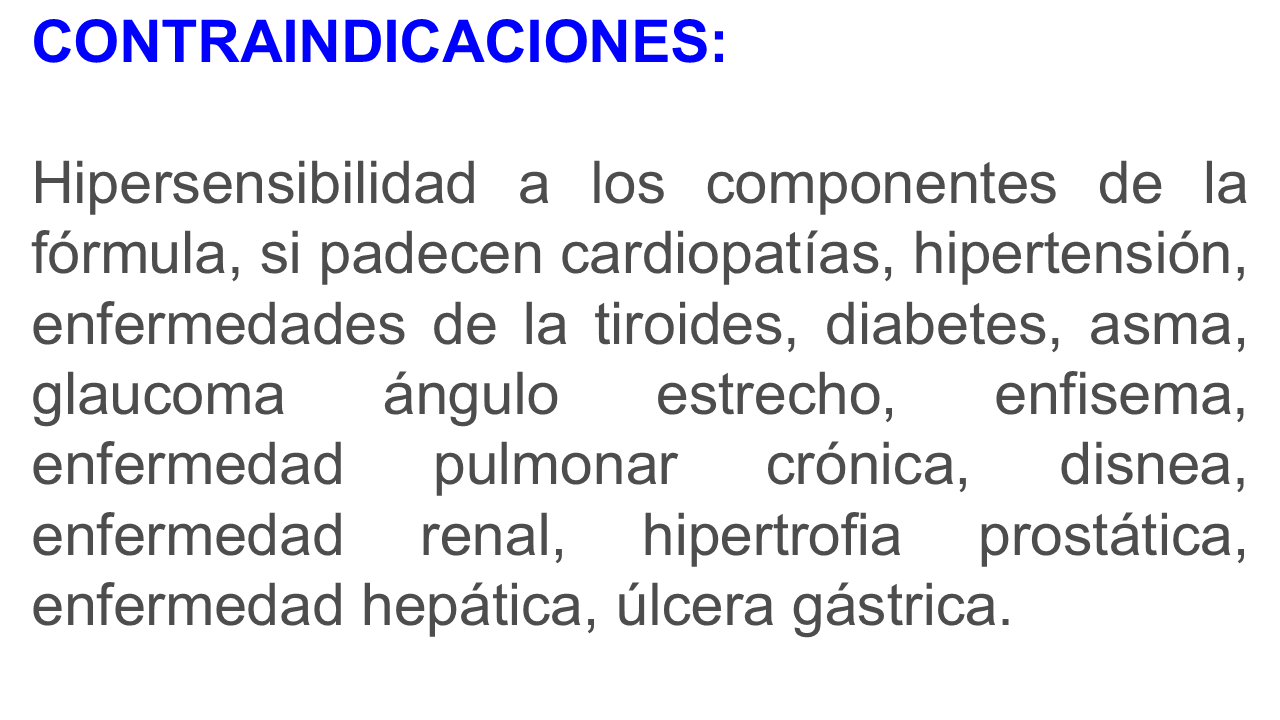 CONTRAINDICACIONES:
Hipersensibilidad a los componentes de la
fórmula, si padecen cardiopatías, hipertensión,
enfermedades de la tiroides, diabetes, asma,
glaucoma ángulo estrecho, enfisema,
enfermedad pulmonar crónica, disnea,
enfermedad renal, hipertrofia prostática,
enfermedad hepática, úlcera gástrica.